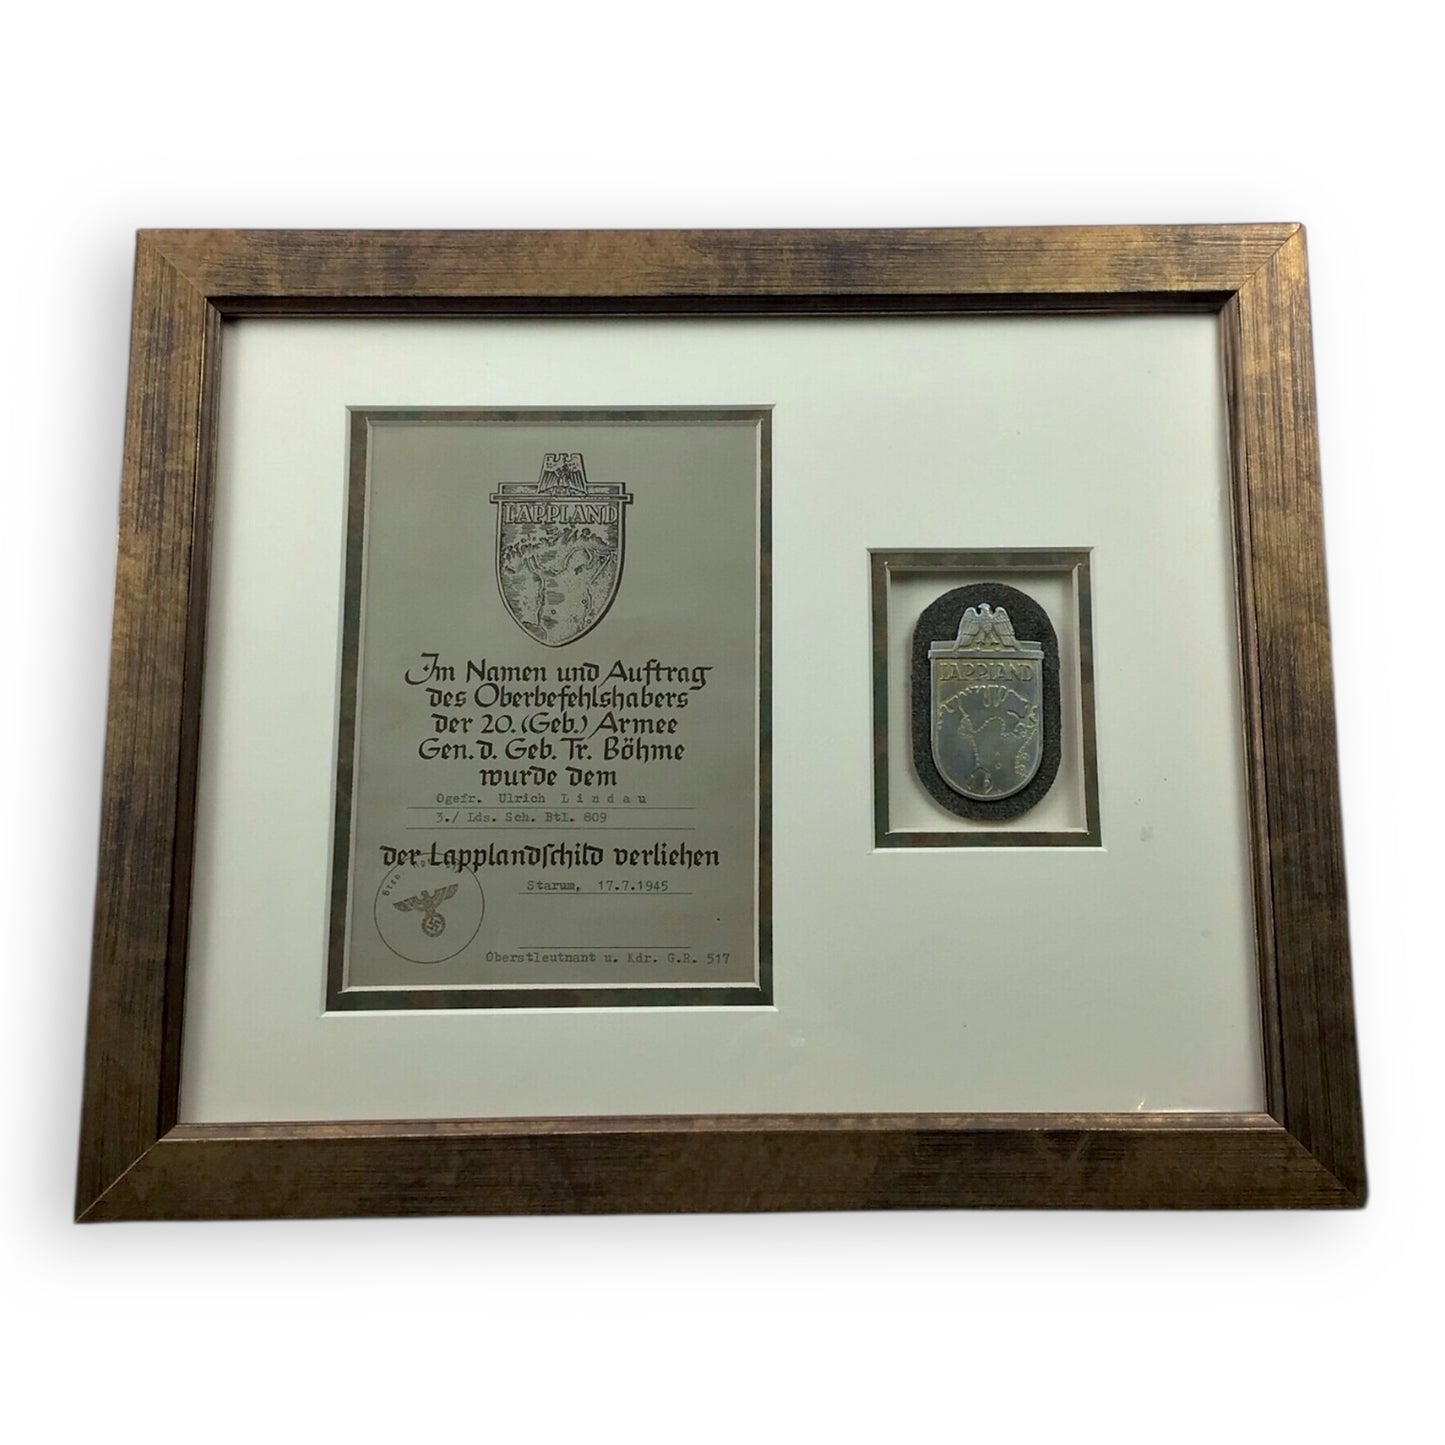 LAPPLAND
Im Namen und Auftrag
des Oberbefehlshabers
der 20. (Geb.) Armee
Gen. d. Geb. Tr. Böhme
wurde dem
Ogefr. Ulrich Lindau
3./ Lds. Sch. Btl. 809
der Lapplandschild verliehen
Starum, 17.7.1945
Oberstleutnant u. Kdr. G.R. 517
LAPPLAND